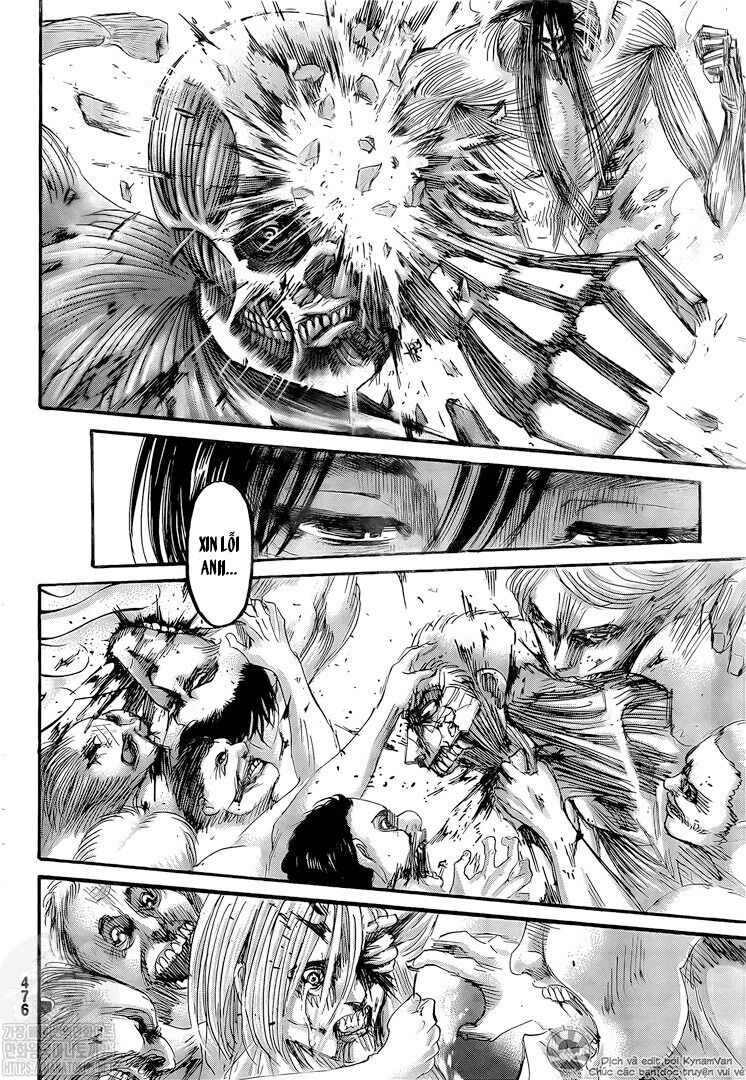 XIN LỖI
ANH...
476
Dịch và edit bởi KynamVan
Chúc các bạn đọc truyện vui vẻ